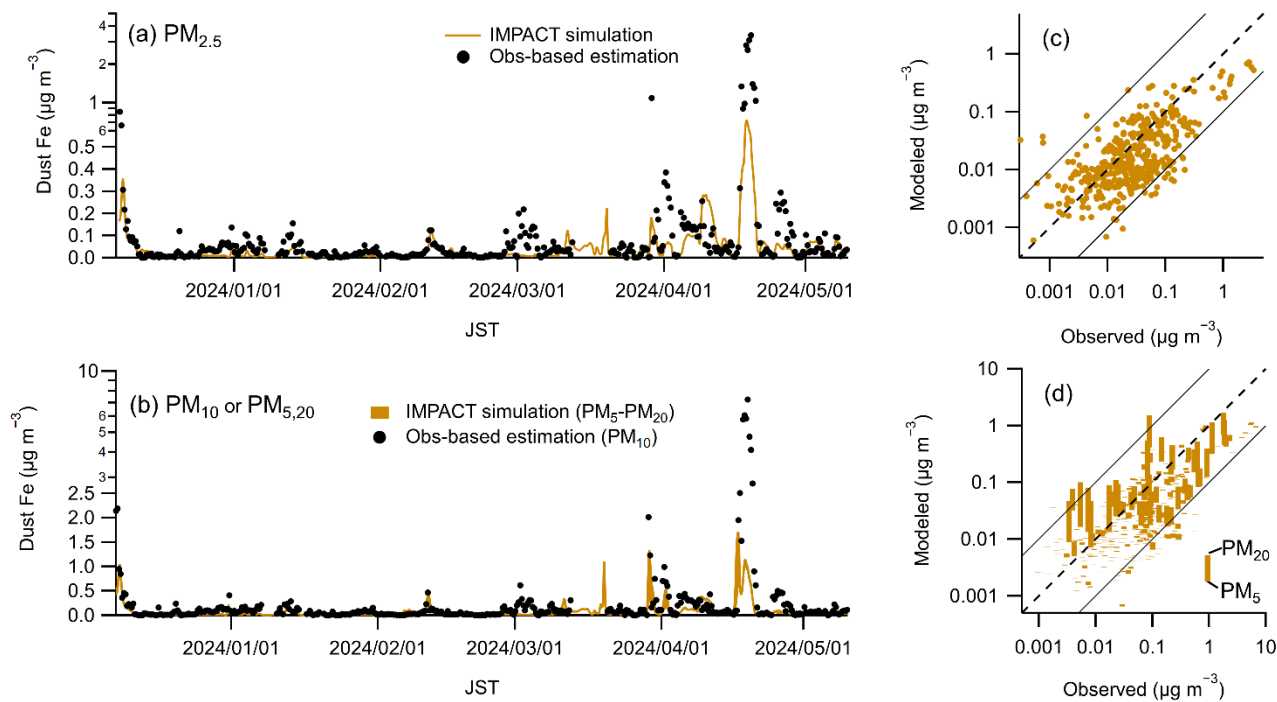 (a) PM2.5
IMPACT simulation
Obs-based estimation
Dust Fe (µg m⁻³)
5
4
3
2
1
8
6
0.5
0.4
0.3
0.2
0.1
0.0
2024/01/01
2024/02/01
2024/03/01
2024/04/01
2024/05/01
JST
(c)
Modeled (µg m⁻³)
1
0.1
0.01
0.001
0.001
0.01
0.1
1
Observed (µg m⁻³)
(b) PM10 or PM5,20
IMPACT simulation (PM5-PM20)
Obs-based estimation (PM10)
Dust Fe (µg m⁻³)
10
8
6
5
4
3
2.5
2.0
1.5
1.0
0.5
0.0
2024/01/01
2024/02/01
2024/03/01
2024/04/01
2024/05/01
JST
(d)
Modeled (µg m⁻³)
10
1
0.1
0.01
0.001
PM20
PM5
0.001
0.01
0.1
1
10
Observed (µg m⁻³)